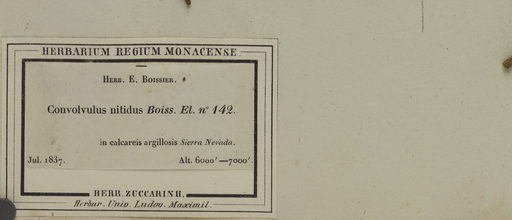 HERBARIUM REGIUM MONACENSE.
HERB. E. BOISSIER.
Convolvulus nitidus Boiss. El. nº 142.
in calcareis argillosis Sierra Nevada.
Jul. 1837. Alt. 6000'—7000'.
HERB. ZUCCARINII.
Herbar. Univ. Ludov. Maximil.